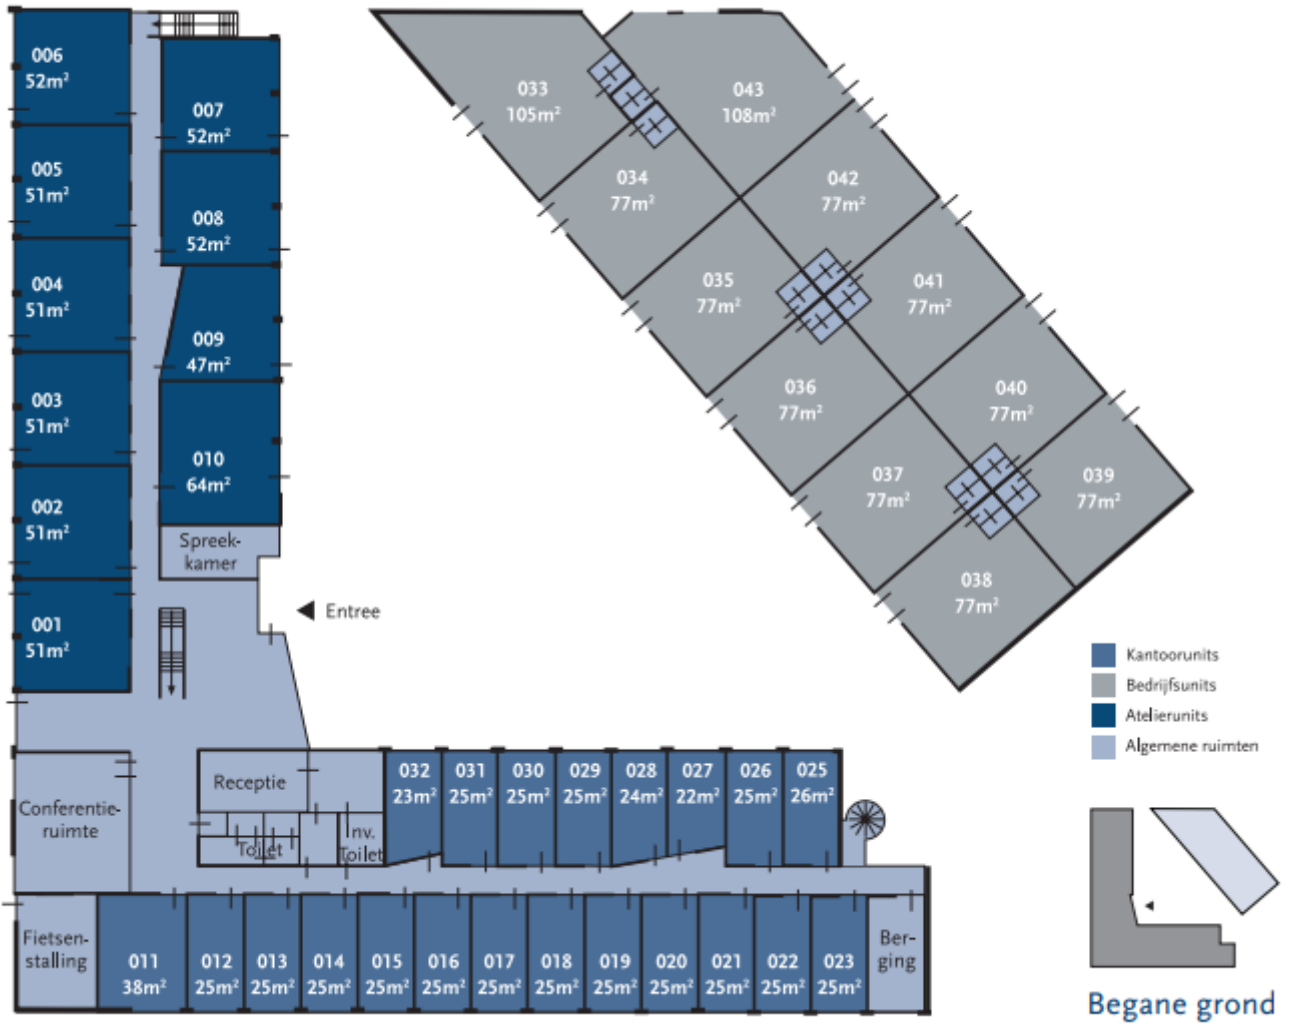 006
52m²
005
51m²
004
51m²
003
51m²
002
51m²
001
51m²
007
52m²
008
52m²
009
47m²
010
64m²
Spreek-
kamer
Entree
033
105m²
043
108m²
034
77m²
042
77m²
035
77m²
041
77m²
036
77m²
040
77m²
037
77m²
039
77m²
038
77m²
Kantoorunits
Bedrijfsunits
Atelierunits
Algemene ruimten
Conferentie-
ruimte
Receptie
Toilet
Inv.
Toilet
032
23m²
031
25m²
030
25m²
029
25m²
028
24m²
027
22m²
026
25m²
025
26m²
Fietsen-
stalling
011
38m²
012
25m²
013
25m²
014
25m²
015
25m²
016
25m²
017
25m²
018
25m²
019
25m²
020
25m²
021
25m²
022
25m²
023
25m²
Ber-
ging
Begane grond